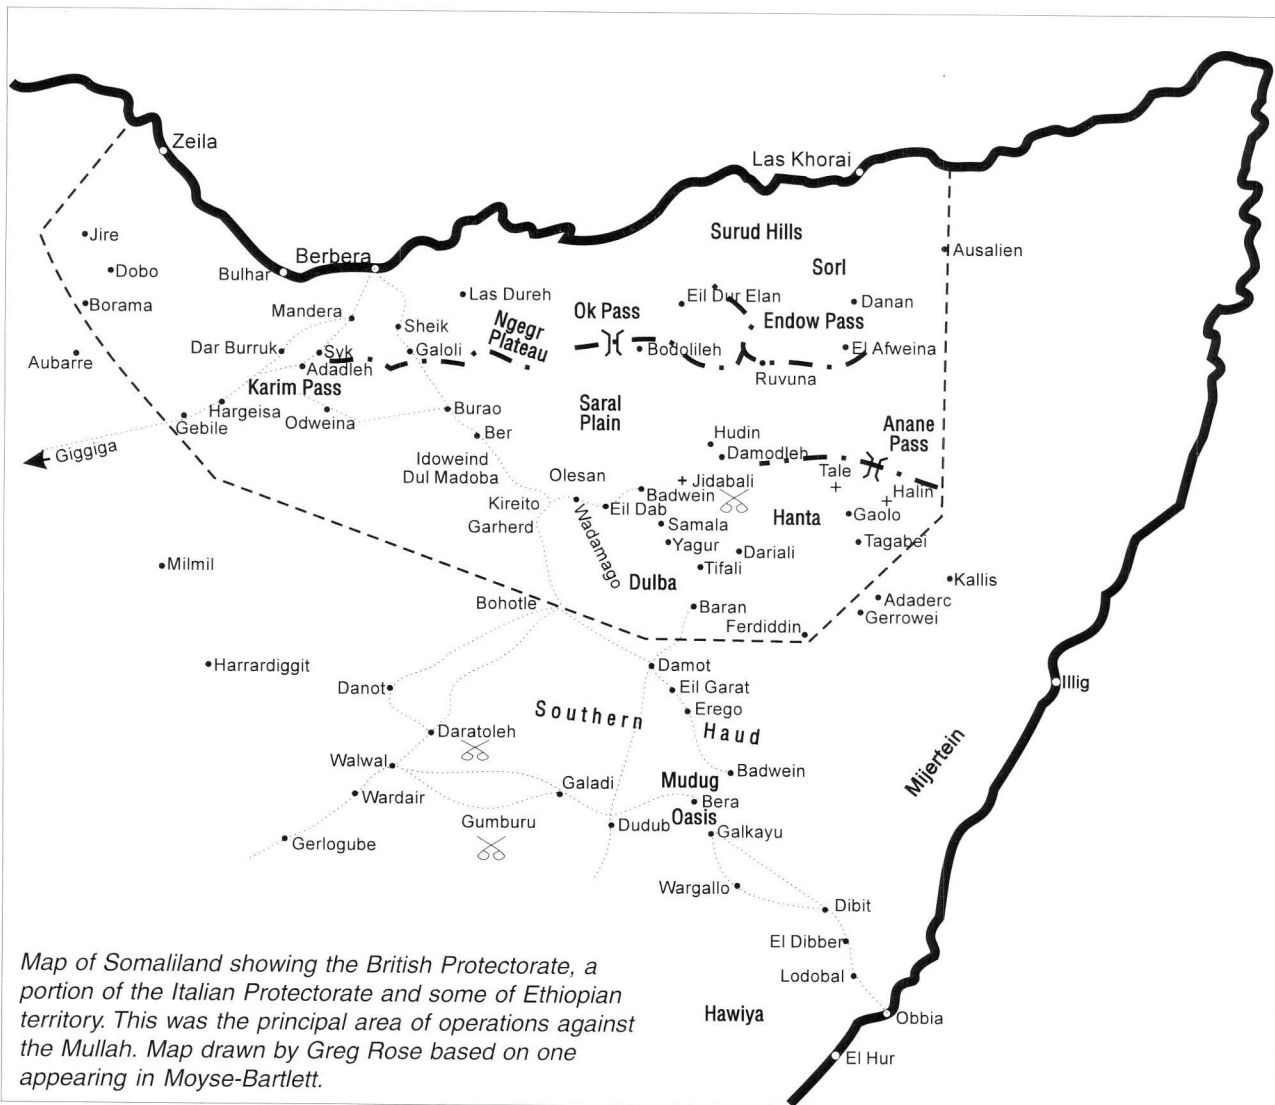 Zeila
Las Khorai
Surud Hills
Jire
Ausalien
Berbera
Sorl
Dobo
Bulhar
Las Dureh
Eil Dur Elan
Danan
Borama
Mandera
Ok Pass
Endow Pass
Sheik
Ngegr
Plateau
Dar Burruk
Syk
Galoli
Bodolileh
El Afweina
Aubarre
Adadleh
Ruvuna
Karim Pass
Saral
Plain
Hargeisa
Burao
Gebile
Odweina
Anane
Pass
Ber
Hudin
Giggiga
Damodleh
Idoweind
Dul Madoba
Olesan
Tale
Jidabali
Halin
Kireito
Badwein
Eil Dab
Garherd
Wadamago
Samala
Hanta
Gaolo
Yagur
Tagabei
Dariali
Milmil
Tifali
Dulba
Kallis
Bohotle
Baran
Adaderc
Ferdiddin
Gerrowei
Harrardiggit
Damot
Danot
Eil Garat
Illig
Southern
Erego
Haud
Daratoleh
Walwal
Mudug
Badwein
Mijertein
Wardair
Galadi
Bera
Oasis
Gumburu
Dudub
Galkayu
Gerlogube
Wargallo
Dibit
El Dibber
Lodobal
Map of Somaliland showing the British Protectorate, a
portion of the Italian Protectorate and some of Ethiopian
territory. This was the principal area of operations against
the Mullah. Map drawn by Greg Rose based on one
appearing in Moyse-Bartlett.
Hawiya
Obbia
El Hur